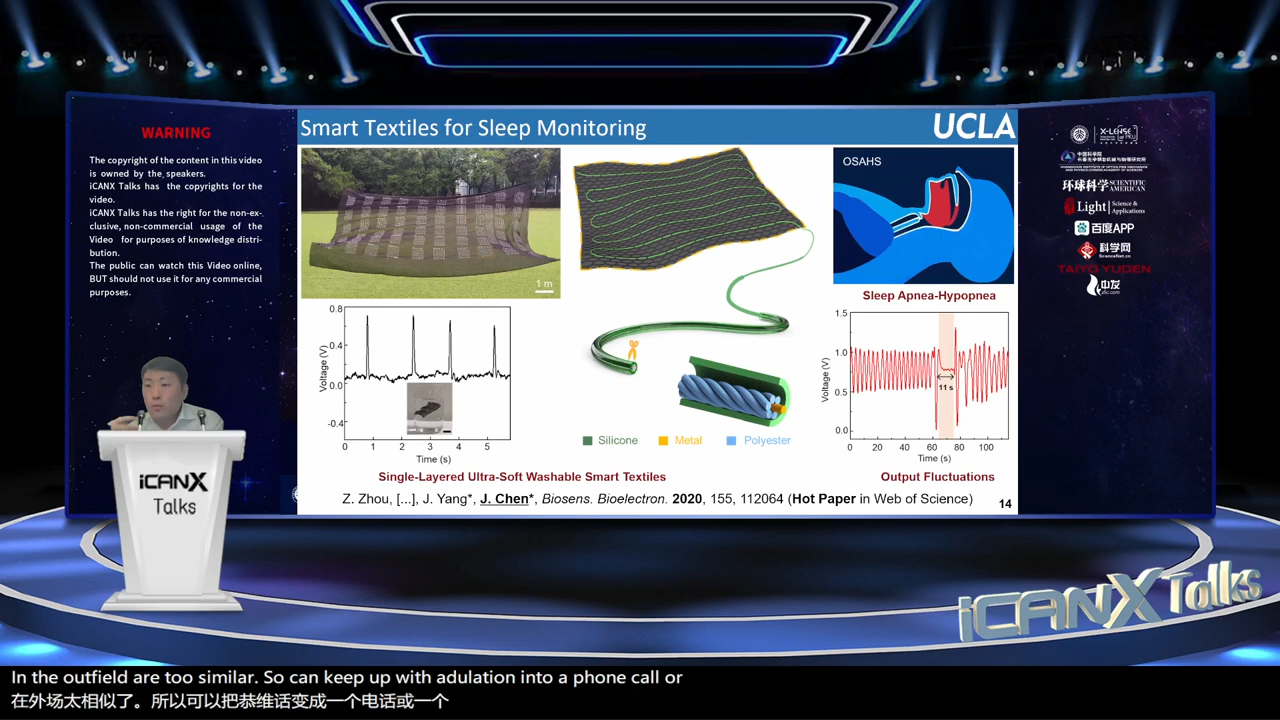 WARNING
The copyright of the content in this video
is owned by the speakers.
iCANX Talks has the copyrights for the
video.
iCANX Talks has the right for the non-ex-
clusive, non-commercial usage of the
Video for purposes of knowledge distri-
bution.
The public can watch this Video online,
BUT should not use it for any commercial
purposes.
iCANX
Talks
Smart Textiles for Sleep Monitoring
UCLA
1 m
OSAHS
Sleep Apnea-Hypopnea
0.8
0.4
0.0
-0.4
Voltage (V)
0 1 2 3 4 5
Time (s)
Silicone
Metal
Polyester
1.5
1.0
0.5
0.0
Voltage (V)
11 s
0 20 40 60 80 100
Time (s)
Single-Layered Ultra-Soft Washable Smart Textiles
Output Fluctuations
Z. Zhou, [...], J. Yang*, J. Chen*, Biosens. Bioelectron. 2020, 155, 112064 (Hot Paper in Web of Science)
14
X-LENSE
环球科学 SCIENTIFIC AMERICAN
Light Science & Applications
百度APP
科学网
ScienceNet.cn
TAIYO YUDEN
iCANX Talks
In the outfield are too similar. So can keep up with adulation into a phone call or
在外场太相似了。所以可以把恭维话变成一个电话或一个